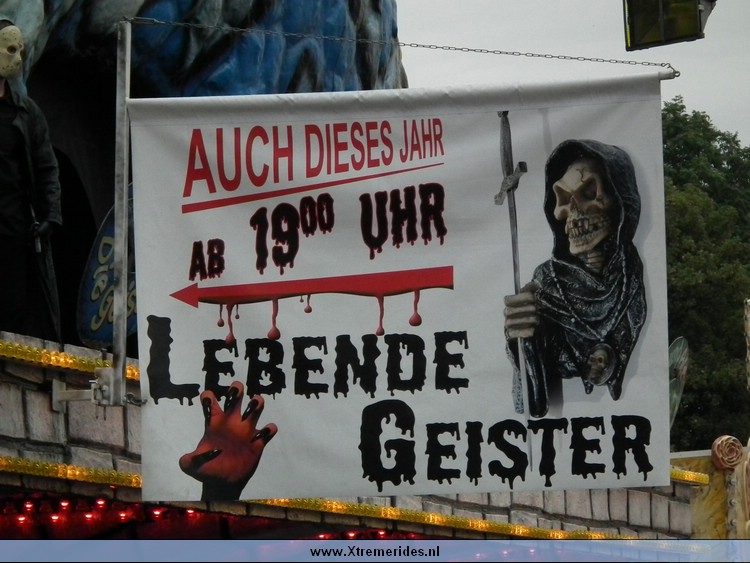 AUCH DIESES JAHR
AB 19⁰⁰ UHR
LEBENDE
GEISTER
www.Xtremerides.nl